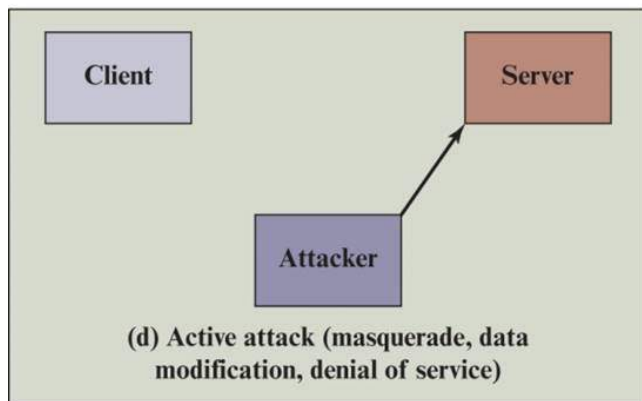 Client
Server
Attacker
(d) Active attack (masquerade, data
modification, denial of service)